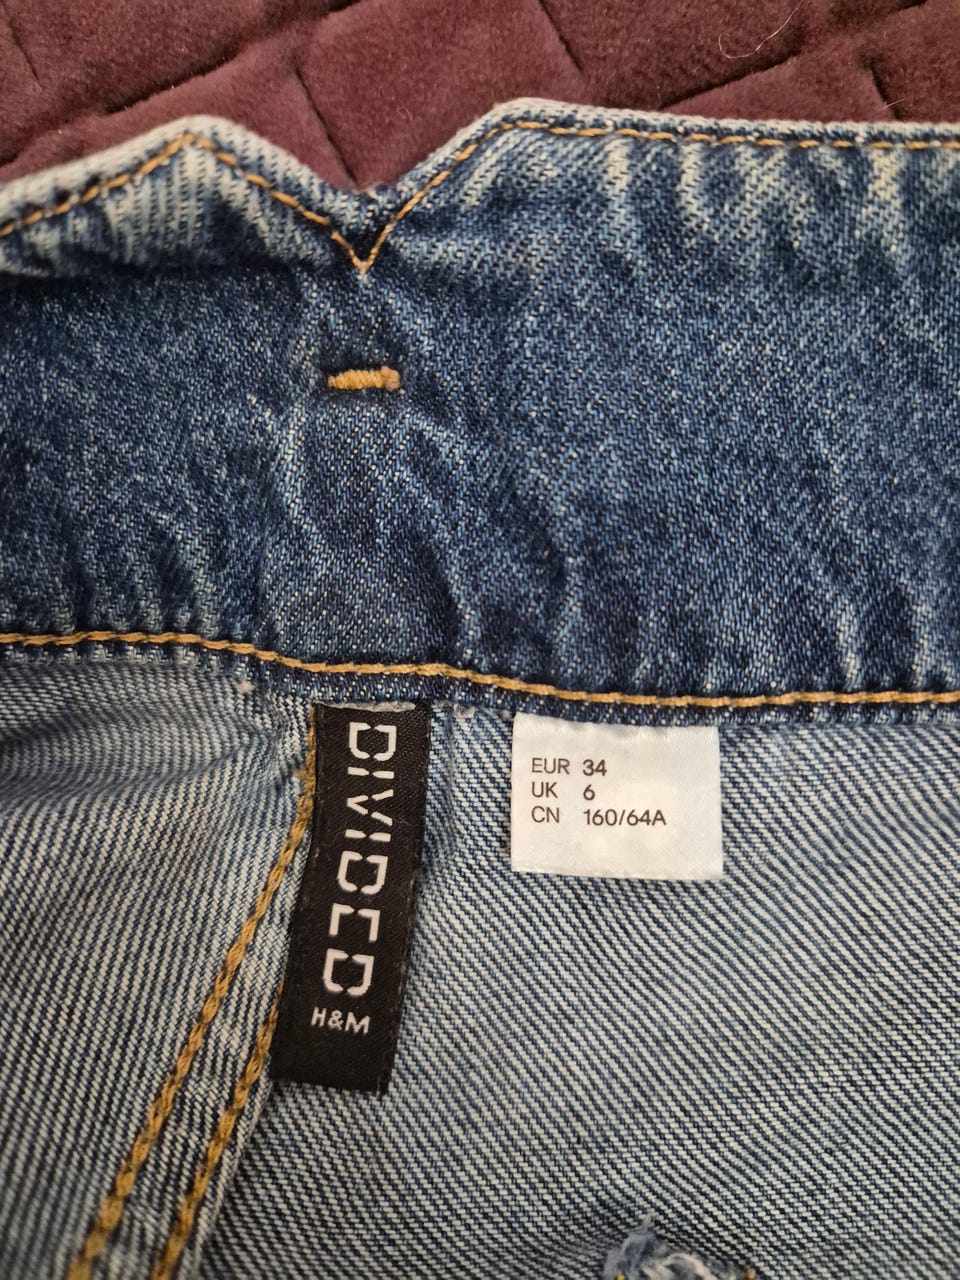 DIVIDED
H&M
EUR 34
UK 6
CN 160/64A